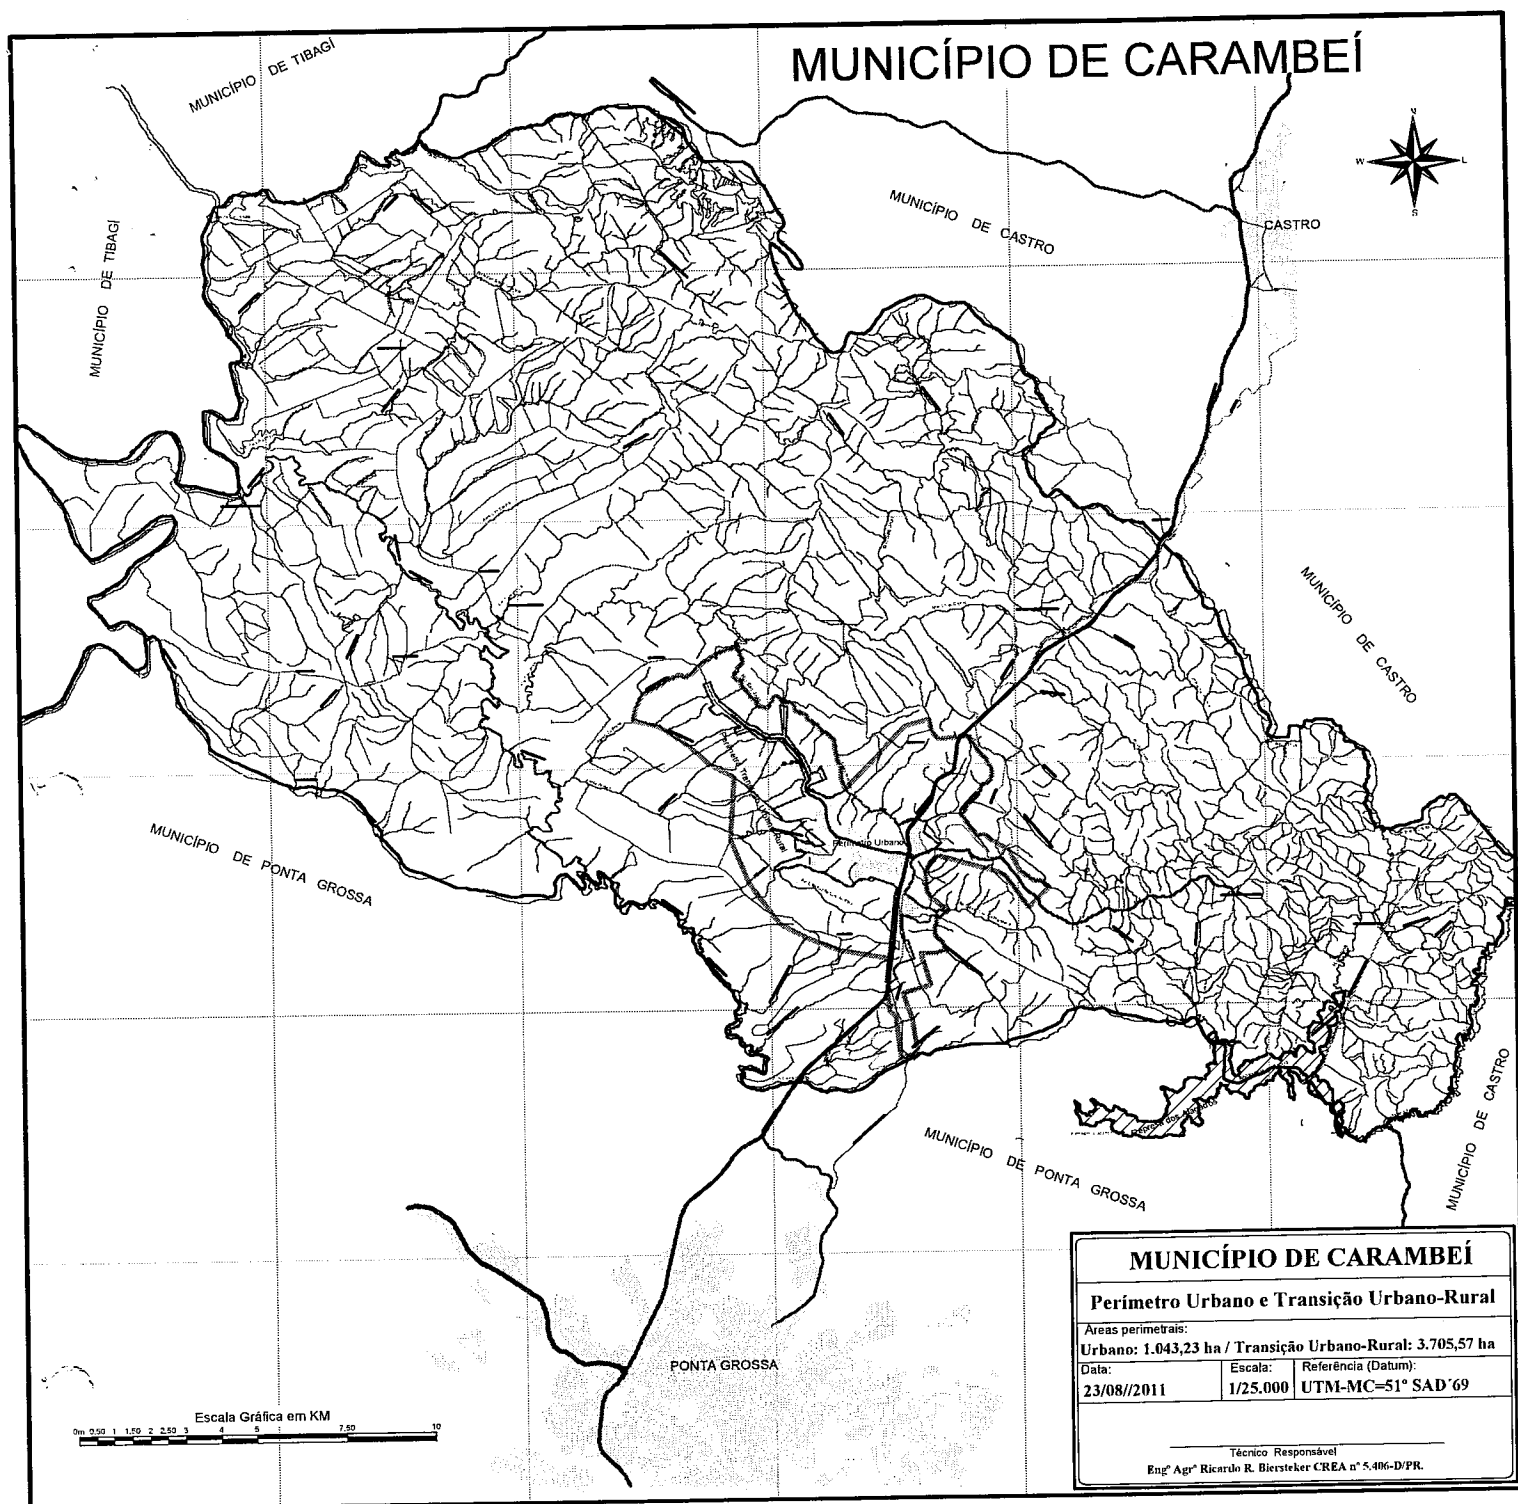 MUNICÍPIO DE CARAMBEÍ
MUNICÍPIO DE TIBAGÍ
N
W
L
S
MUNICÍPIO DE CASTRO
CASTRO
MUNICÍPIO DE TIBAGÍ
MUNICÍPIO DE CASTRO
Perímetro Urbano
MUNICÍPIO DE PONTA GROSSA
MUNICÍPIO DE CASTRO
MUNICÍPIO DE PONTA GROSSA
PONTA GROSSA
Escala Gráfica em KM
0m 0,50 1 1,50 2 2,50 3 4 5 7,50 10
MUNICÍPIO DE CARAMBEÍ
Perímetro Urbano e Transição Urbano-Rural
Áreas perimetrais:
Urbano: 1.043,23 ha / Transição Urbano-Rural: 3.705,57 ha
Data:
23/08//2011
Escala:
1/25.000
Referência (Datum):
UTM-MC=51º SAD´69
Técnico Responsável
Engº Agrº Ricardo R. Biersteker CREA nº 5.406-D/PR.